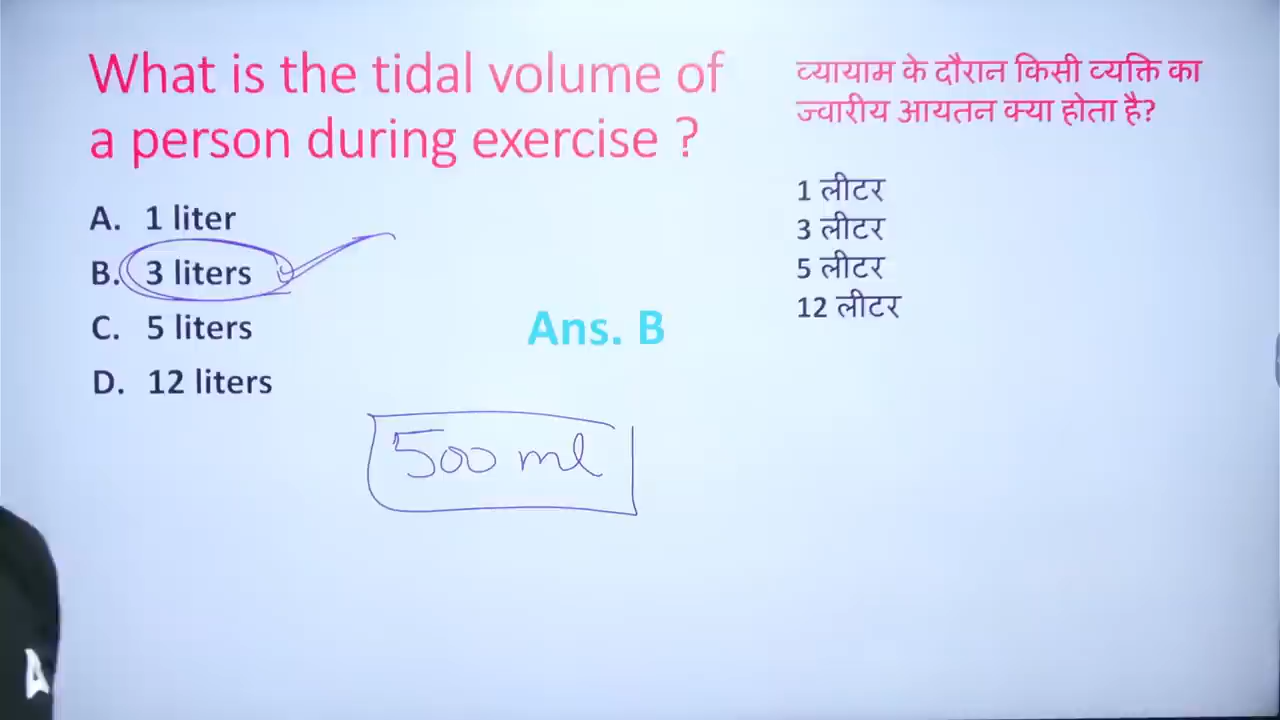 What is the tidal volume of
a person during exercise ?
A. 1 liter
B. 3 liters
C. 5 liters
D. 12 liters
Ans. B
500 ml
व्यायाम के दौरान किसी व्यक्ति का
ज्वारीय आयतन क्या होता है?
1 लीटर
3 लीटर
5 लीटर
12 लीटर